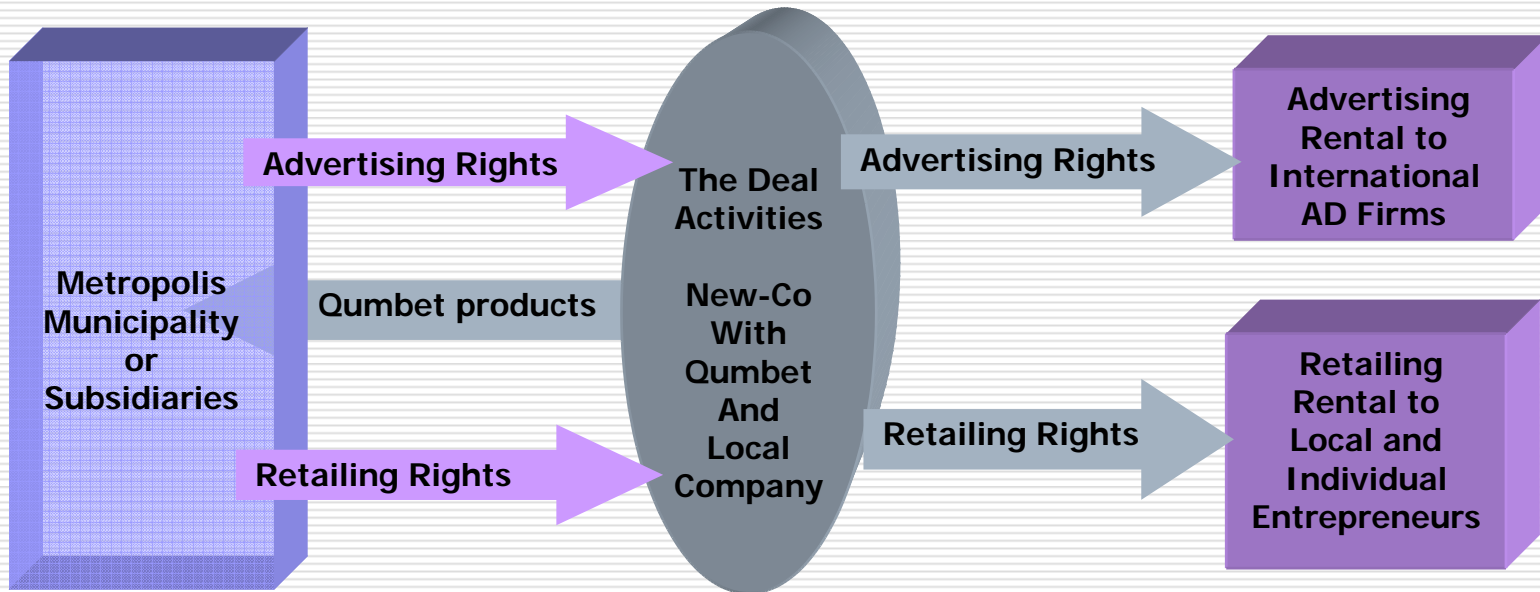 Metropolis
Municipality
or
Subsidiaries
Advertising Rights
Qumbet products
Retailing Rights
The Deal
Activities
New-Co
With
Qumbet
And
Local
Company
Advertising Rights
Retailing Rights
Advertising
Rental to
International
AD Firms
Retailing
Rental to
Local and
Individual
Entrepreneurs